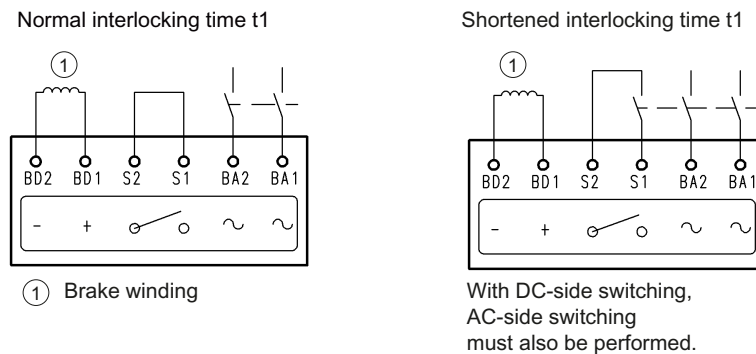 Normal interlocking time t1
Shortened interlocking time t1
1
1
BD2 BD1 S2 S1 BA2 BA1
BD2 BD1 S2 S1 BA2 BA1
- + ~ ~
- + ~ ~
1 Brake winding
With DC-side switching,
AC-side switching
must also be performed.